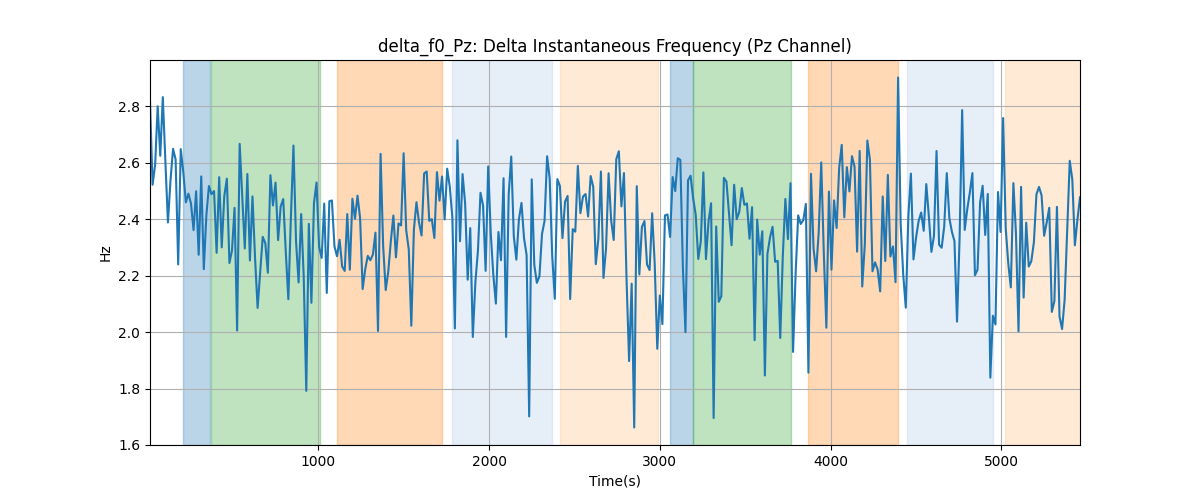 delta_f0_Pz: Delta Instantaneous Frequency (Pz Channel)
2.8
2.6
2.4
2.2
2.0
1.8
1.6
Hz
1000 2000 3000 4000 5000
Time(s)